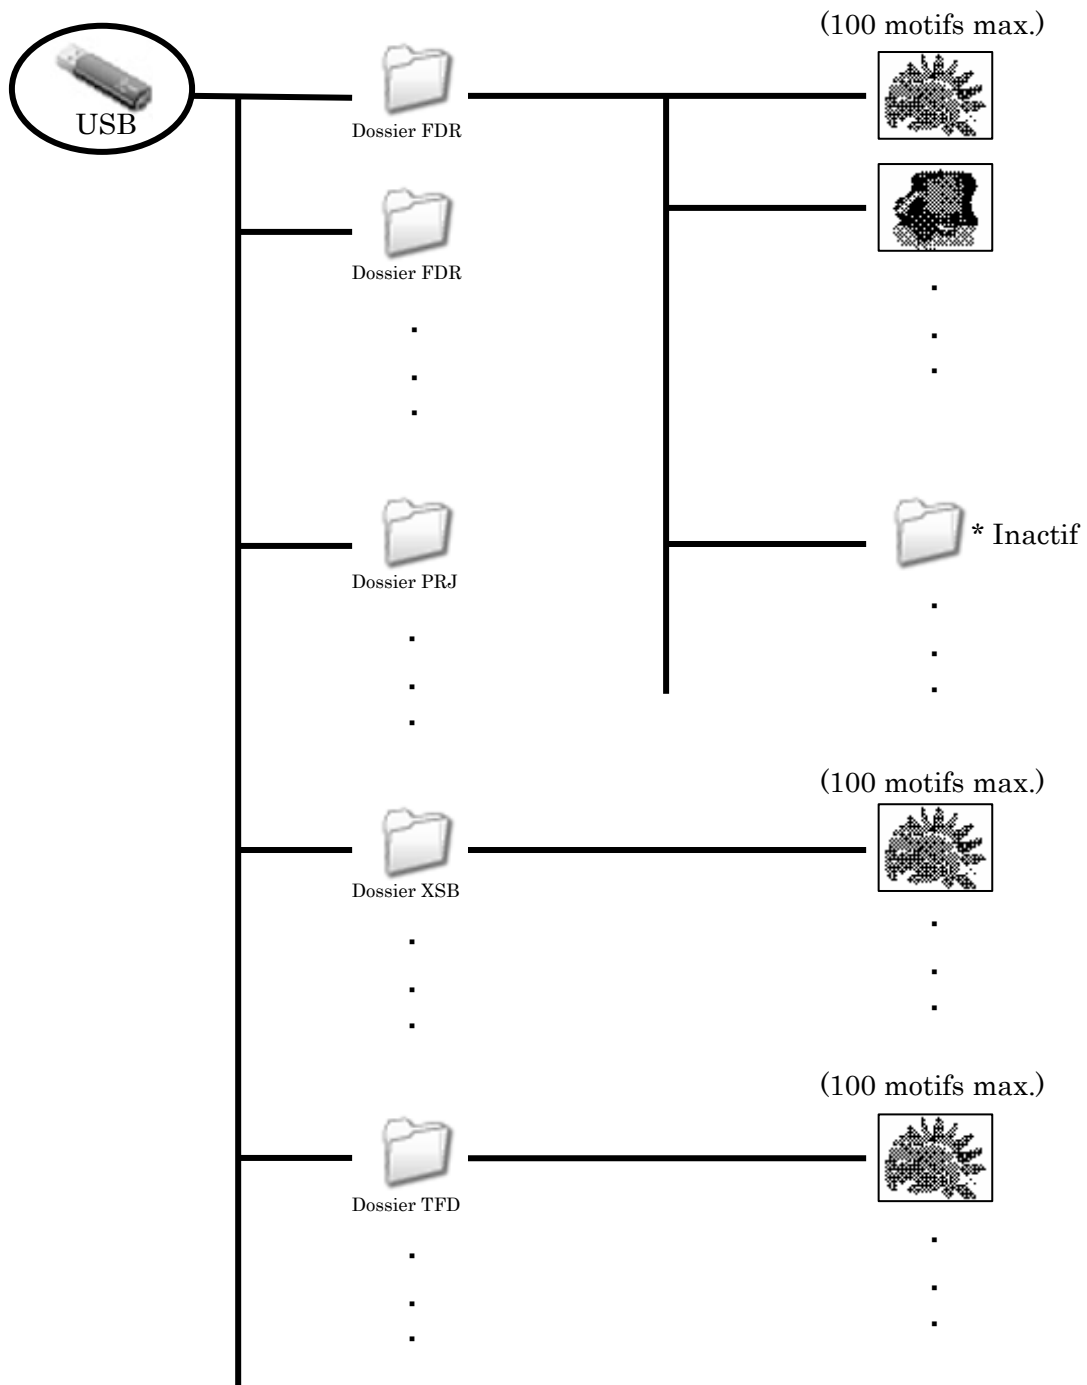 (100 motifs max.)
USB
Dossier FDR
Dossier FDR
* Inactif
Dossier PRJ
(100 motifs max.)
Dossier XSB
(100 motifs max.)
Dossier TFD